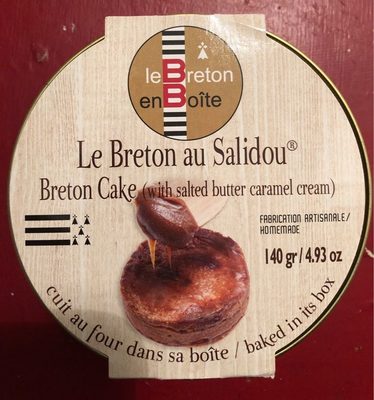 le Breton
en Boîte
Le Breton au Salidou®
Breton Cake (with salted butter caramel cream)
FABRICATION ARTISANALE/
HOMEMADE
140 gr / 4.93 oz
cuit au four dans sa boîte / baked in its box